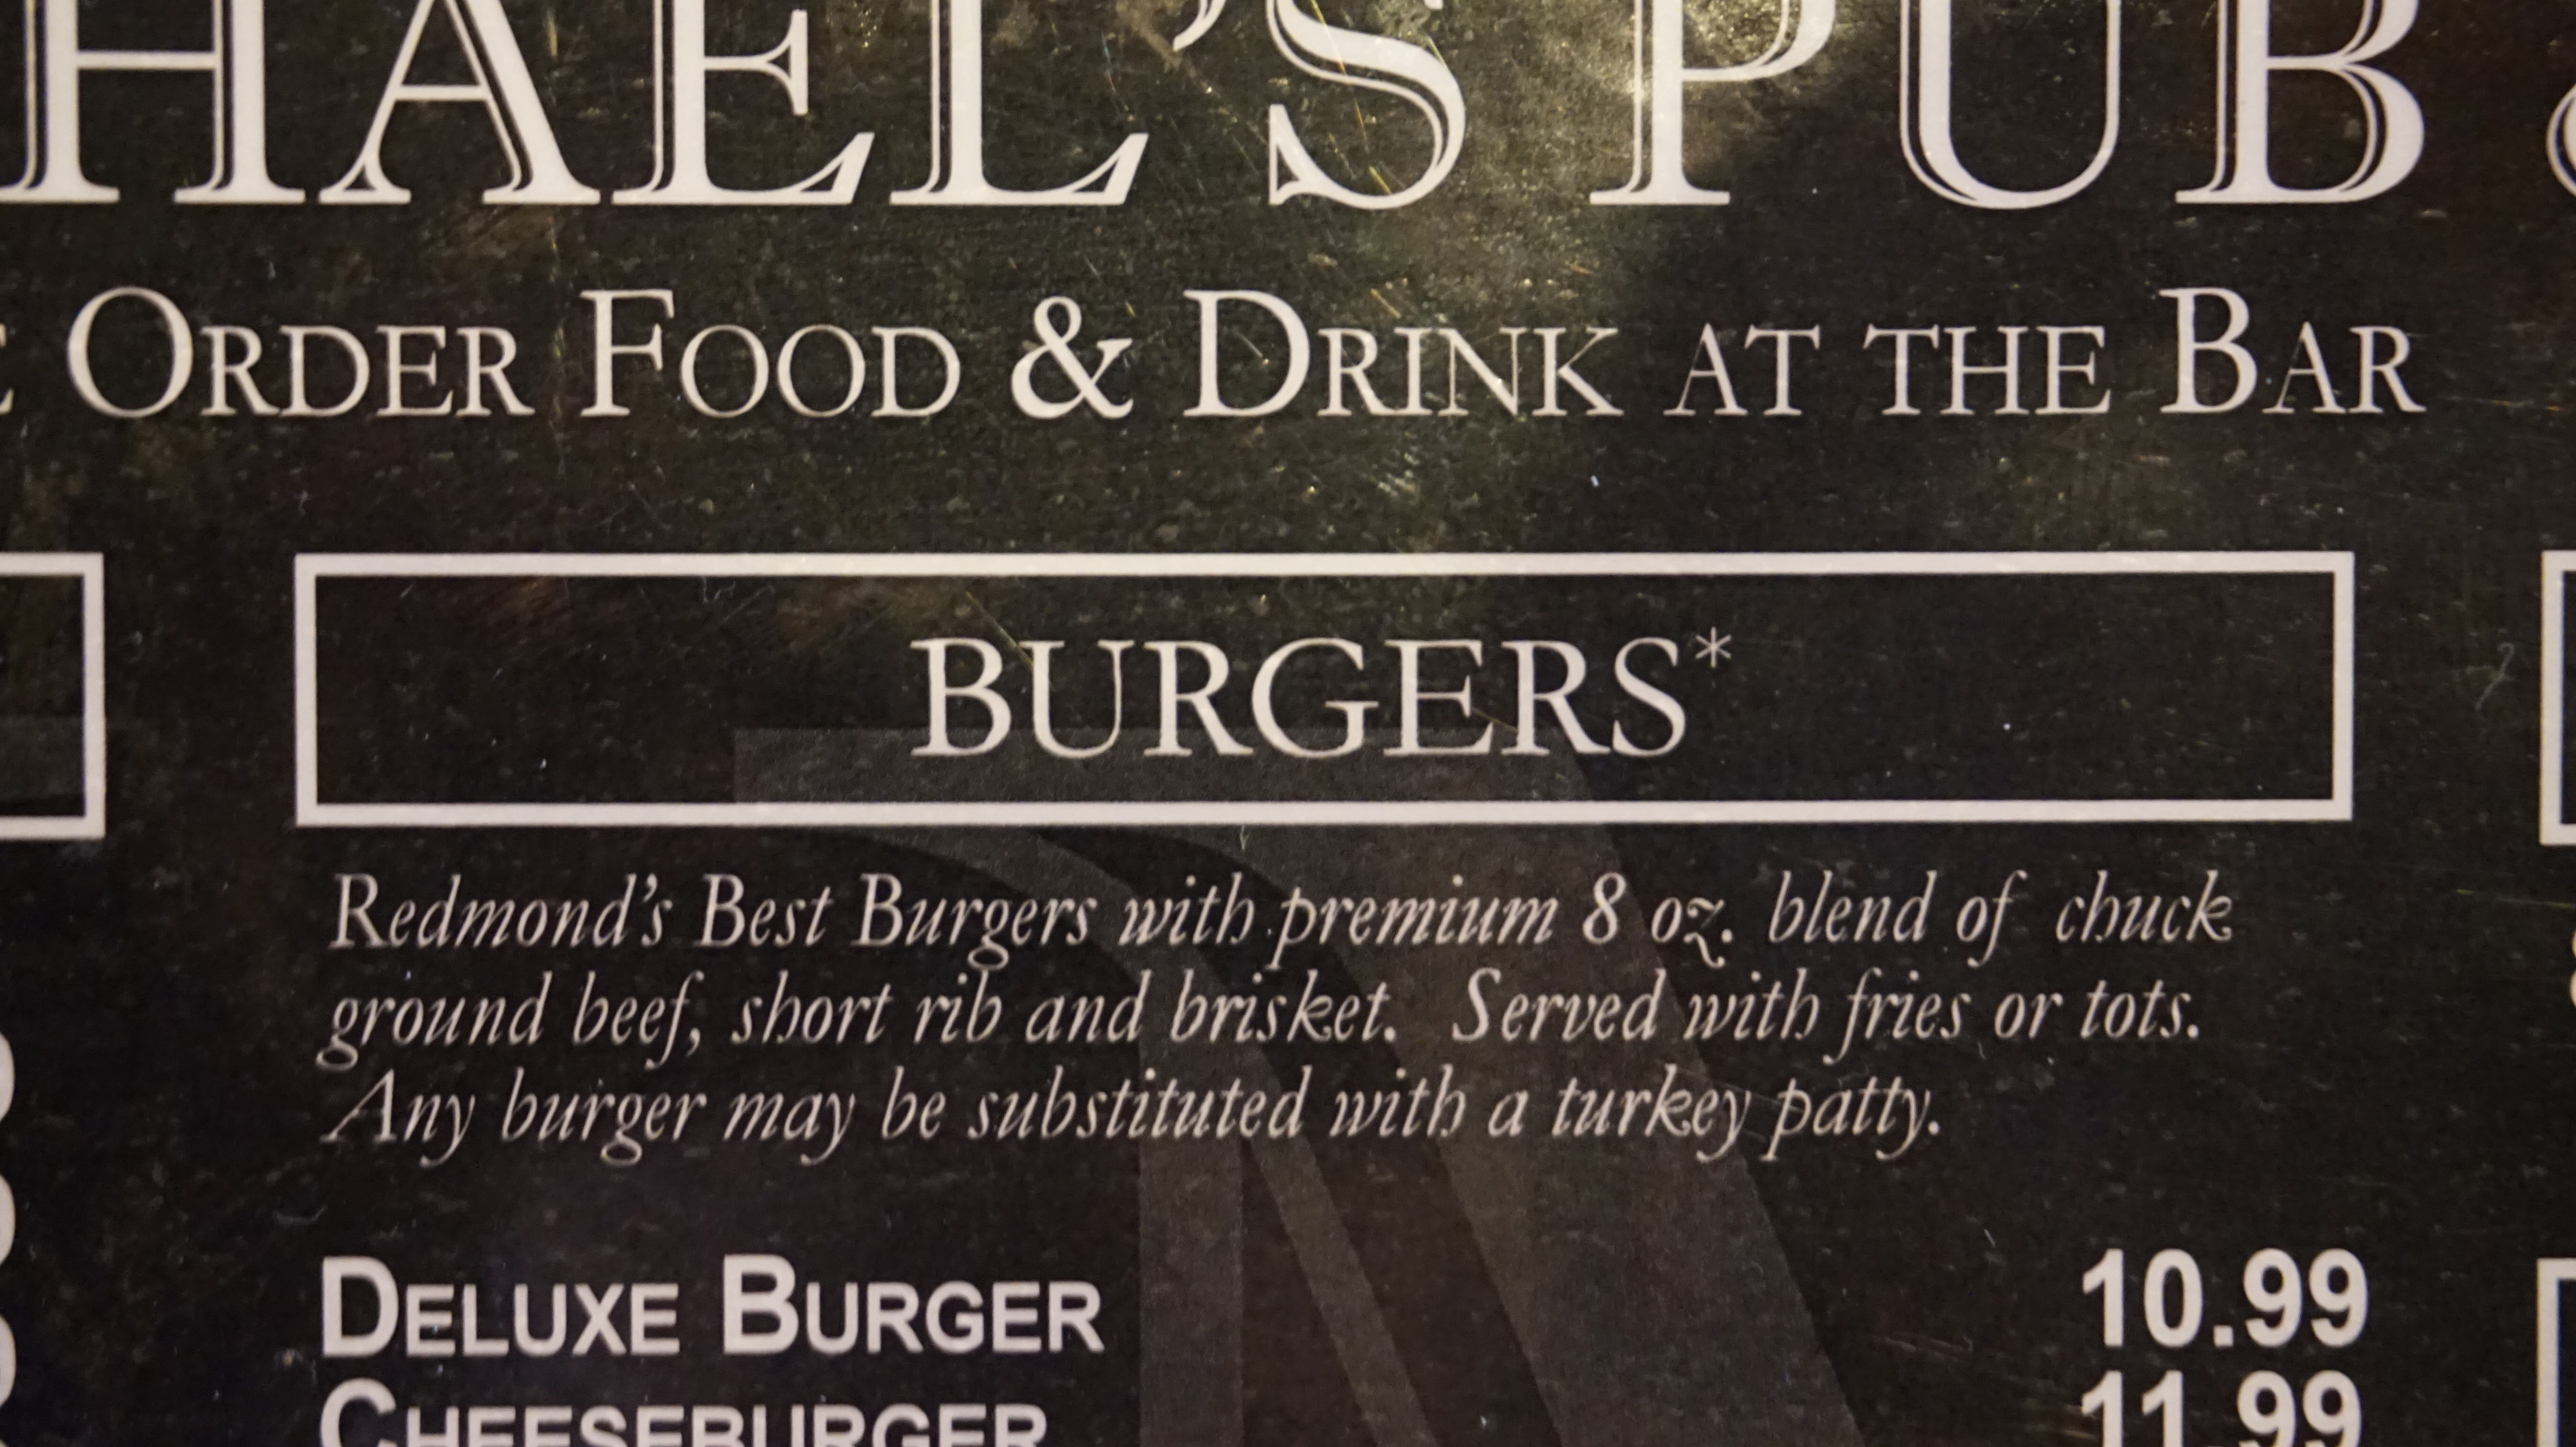 HAEL'S PUB
ORDER FOOD & DRINK AT THE BAR
BURGERS*
Redmond's Best Burgers with premium 8 oz. blend of chuck
ground beef, short rib and brisket. Served with fries or tots.
Any burger may be substituted with a turkey patty.
DELUXE BURGER 10.99
CHEESEBURGER 11.99